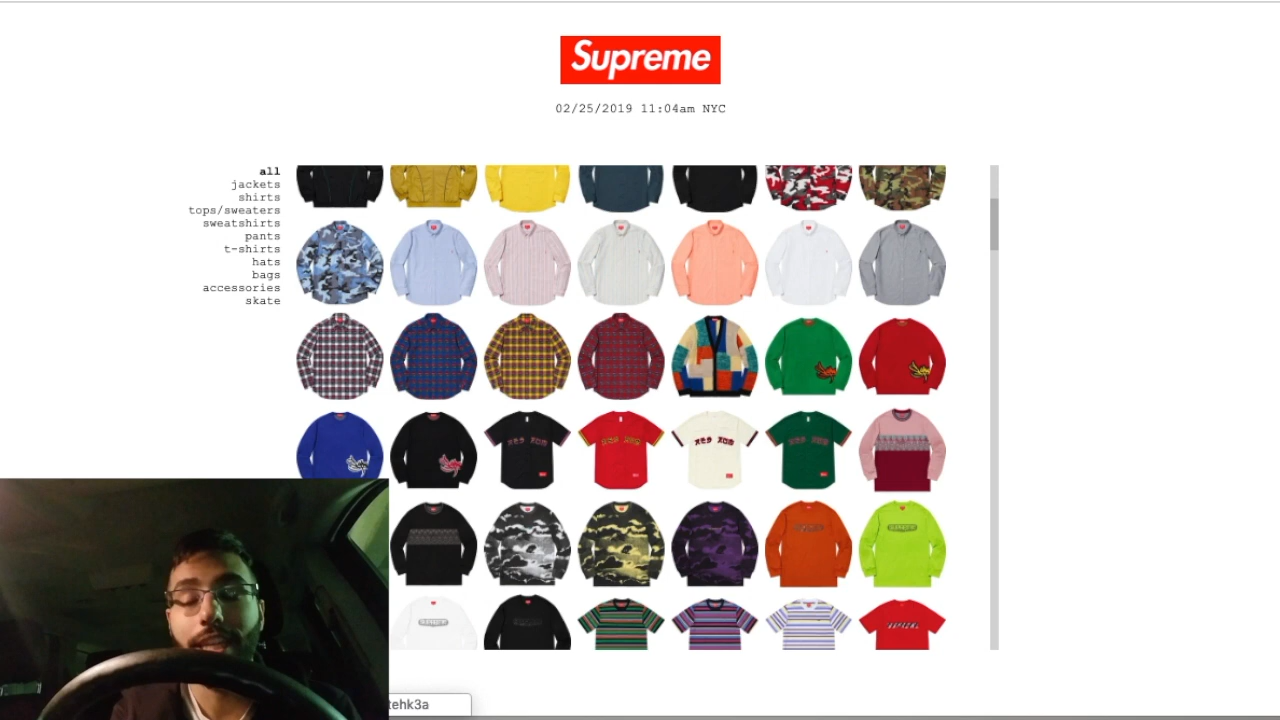 Supreme
02/25/2019 11:04am NYC
all
jackets
shirts
tops/sweaters
sweatshirts
pants
t-shirts
hats
bags
accessories
skate
tehk3a